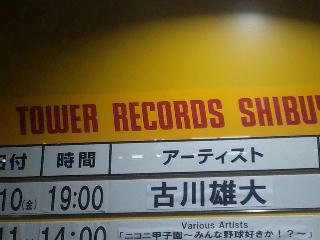 TOWER RECORDS SHIBU
付 時間 アーティスト
10(金) 19:00 古川雄大
Various Artists
11 14:00 「ニコニコ甲子園～みんな野球好きか！？～」